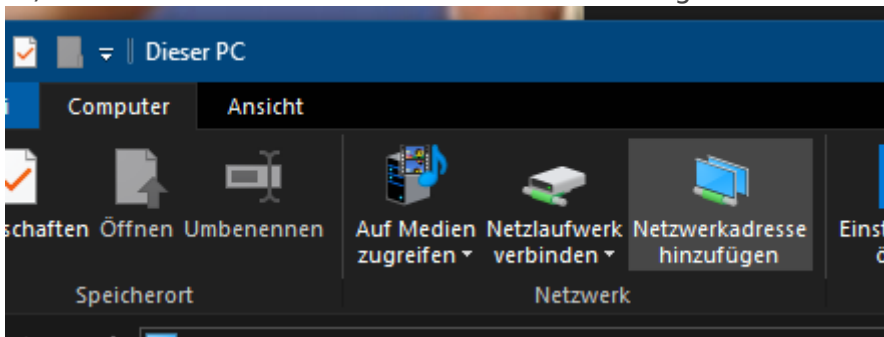 Dieser PC
Computer Ansicht
schaften Öffnen Umbenennen Auf Medien Netzlaufwerk Netzwerkadresse
zugreifen verbinden hinzufügen
Speicherort Netzwerk